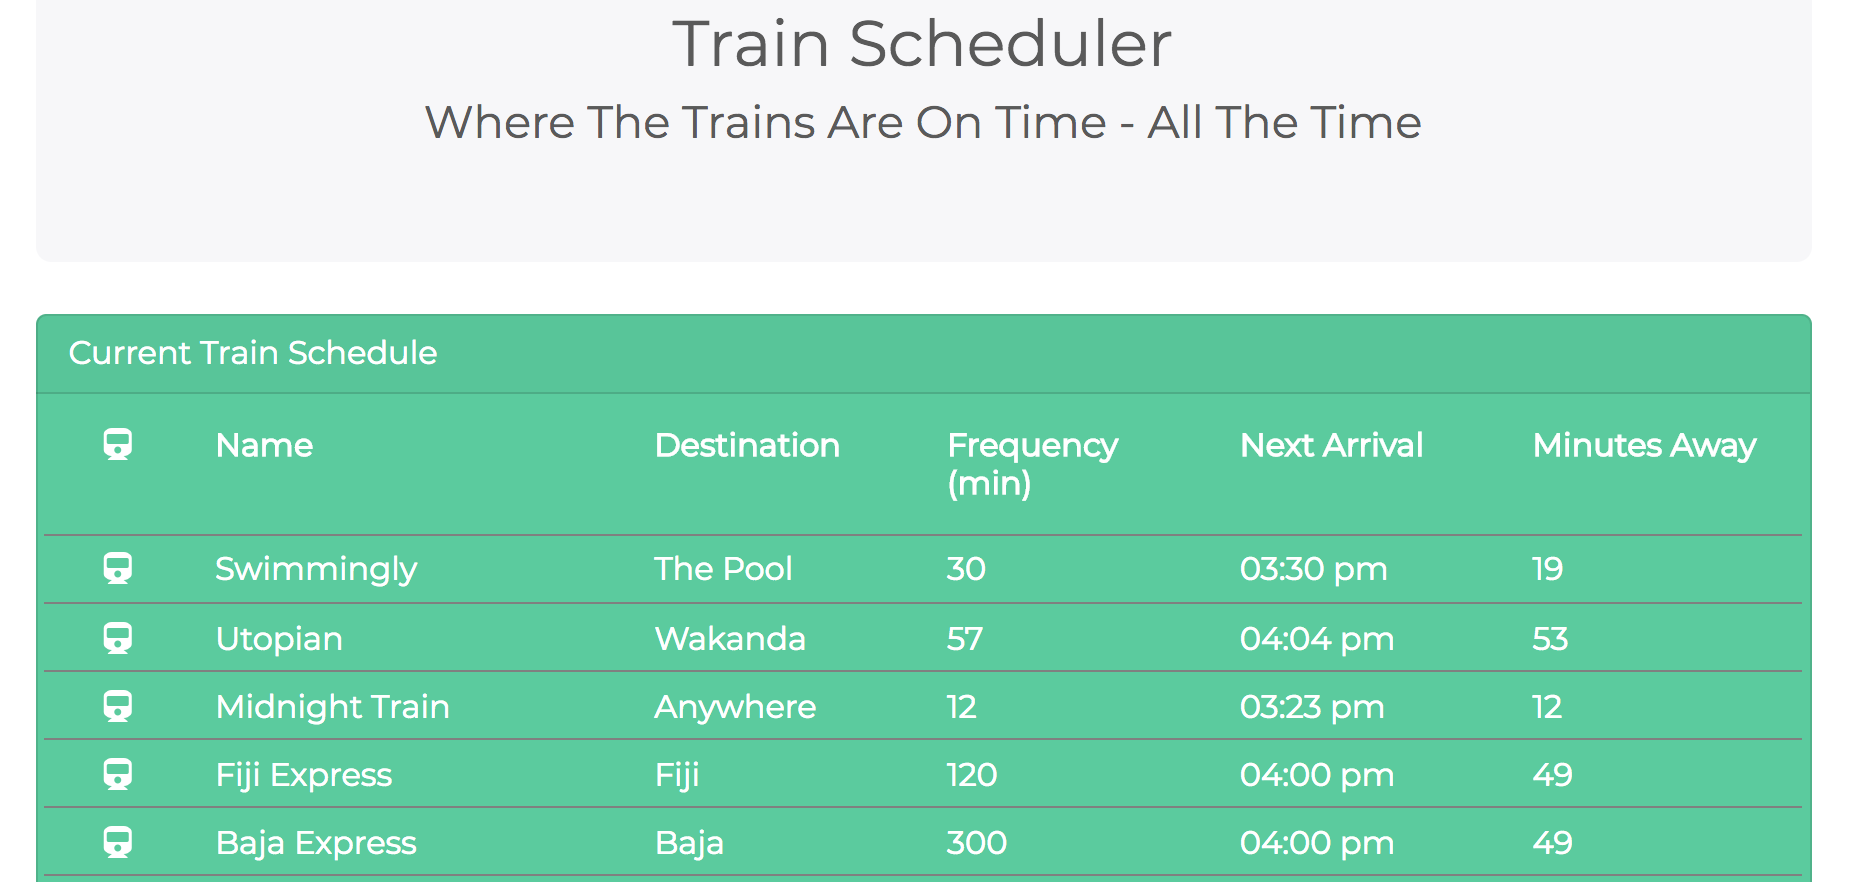 Train Scheduler
Where The Trains Are On Time - All The Time
Current Train Schedule
Name Destination Frequency (min) Next Arrival Minutes Away
Swimmingly The Pool 30 03:30 pm 19
Utopian Wakanda 57 04:04 pm 53
Midnight Train Anywhere 12 03:23 pm 12
Fiji Express Fiji 120 04:00 pm 49
Baja Express Baja 300 04:00 pm 49